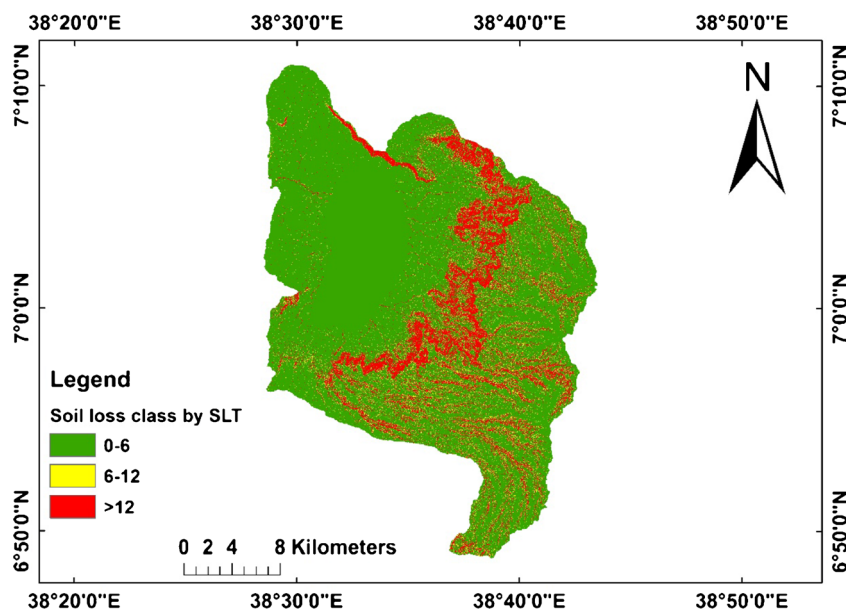 38°20'0"E 38°30'0"E 38°40'0"E 38°50'0"E
7°10'0"N 7°10'0"N
N
7°0'0"N 7°0'0"N
Legend
Soil loss class by SLT
0-6
6-12
>12
6°50'0"N 6°50'0"N
0 2 4 8 Kilometers
38°20'0"E 38°30'0"E 38°40'0"E 38°50'0"E